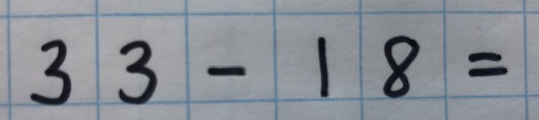 33 - 18 =